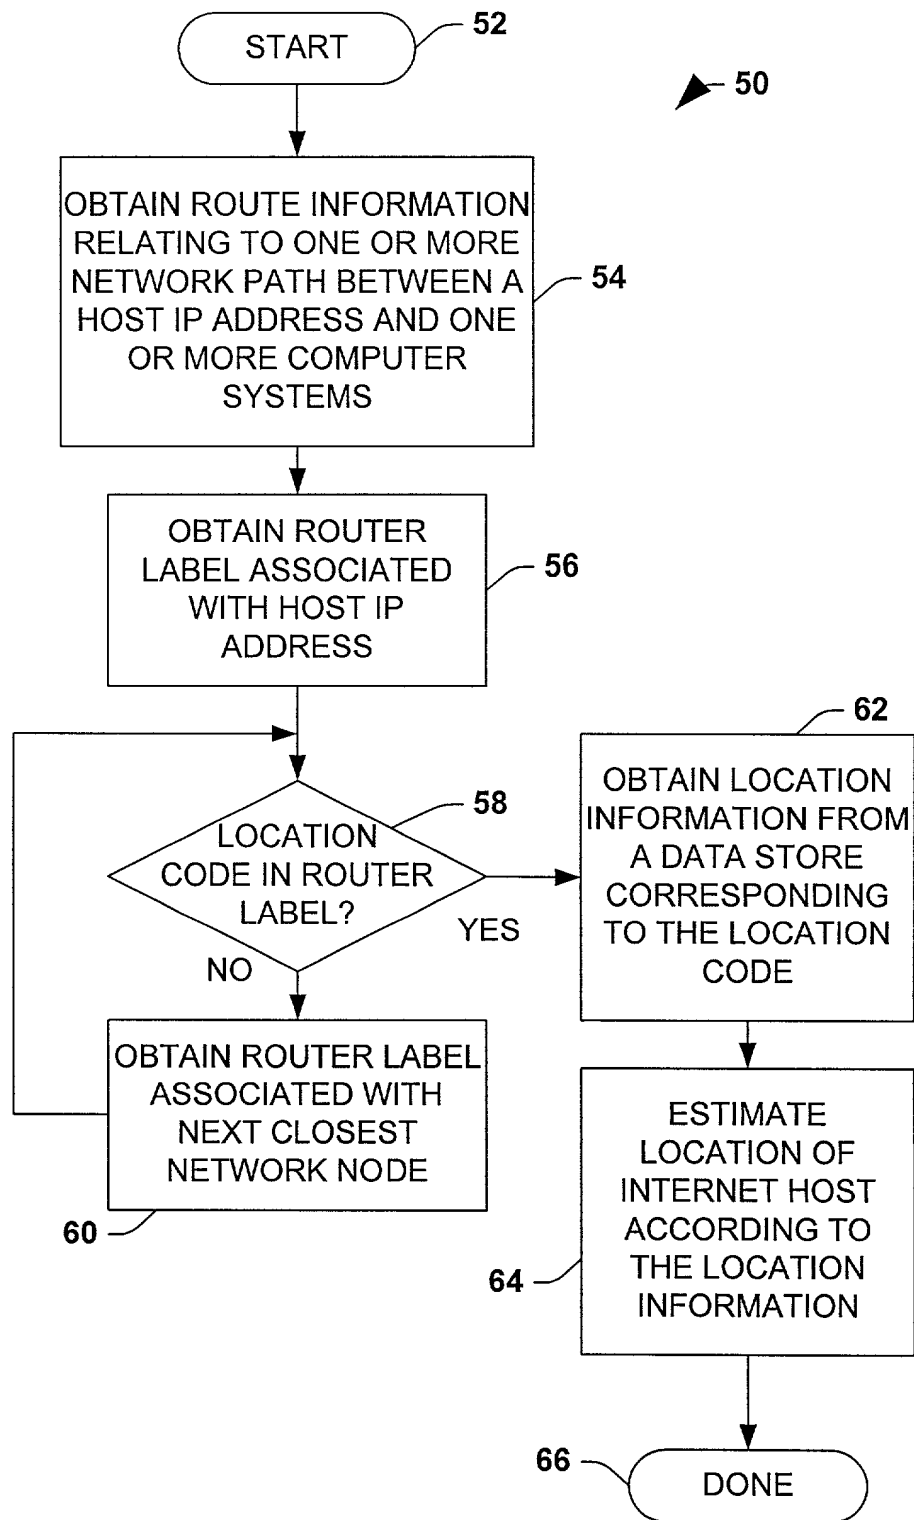 START
52
50
OBTAIN ROUTE INFORMATION
RELATING TO ONE OR MORE
NETWORK PATH BETWEEN A
HOST IP ADDRESS AND ONE
OR MORE COMPUTER
SYSTEMS
54
OBTAIN ROUTER
LABEL ASSOCIATED
WITH HOST IP
ADDRESS
56
LOCATION
CODE IN ROUTER
LABEL?
58
YES
NO
OBTAIN ROUTER LABEL
ASSOCIATED WITH
NEXT CLOSEST
NETWORK NODE
60
62
OBTAIN LOCATION
INFORMATION FROM
A DATA STORE
CORRESPONDING
TO THE LOCATION
CODE
ESTIMATE
LOCATION OF
INTERNET HOST
ACCORDING TO
THE LOCATION
INFORMATION
64
66
DONE